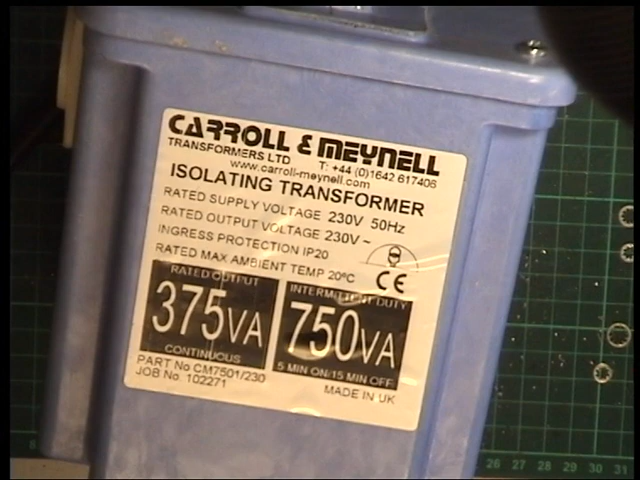 CARROLL & MEYNELL
TRANSFORMERS LTD T: +44 (0)1642 617406
www.carroll-meynell.com
ISOLATING TRANSFORMER
RATED SUPPLY VOLTAGE 230V 50Hz
RATED OUTPUT VOLTAGE 230V ~
INGRESS PROTECTION IP20
RATED MAX AMBIENT TEMP 20ºC
CE
RATED OUTPUT
375VA
CONTINUOUS
INTERMITTENT DUTY
750VA
5 MIN ON/15 MIN OFF
PART No CM7501/230
JOB No. 102271
MADE IN UK
26 27 28 29 30 31